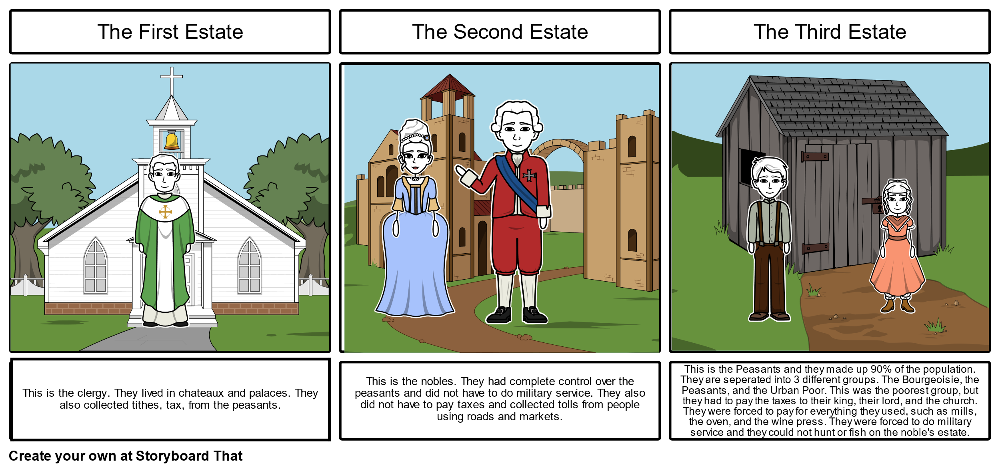 The First Estate
The Second Estate
The Third Estate
This is the clergy. They lived in chateaux and palaces. They
also collected tithes, tax, from the peasants.
This is the nobles. They had complete control over the
peasants and did not have to do military service. They also
did not have to pay taxes and collected tolls from people
using roads and markets.
This is the Peasants and they made up 90% of the population.
They are seperated into 3 different groups. The Bourgeoisie, the
Peasants, and the Urban Poor. This was the poorest group, but
they had to pay the taxes to their king, their lord, and the church.
They were forced to pay for everything they used, such as mills,
the oven, and the wine press. They were forced to do military
service and they could not hunt or fish on the noble's estate.
Create your own at Storyboard That